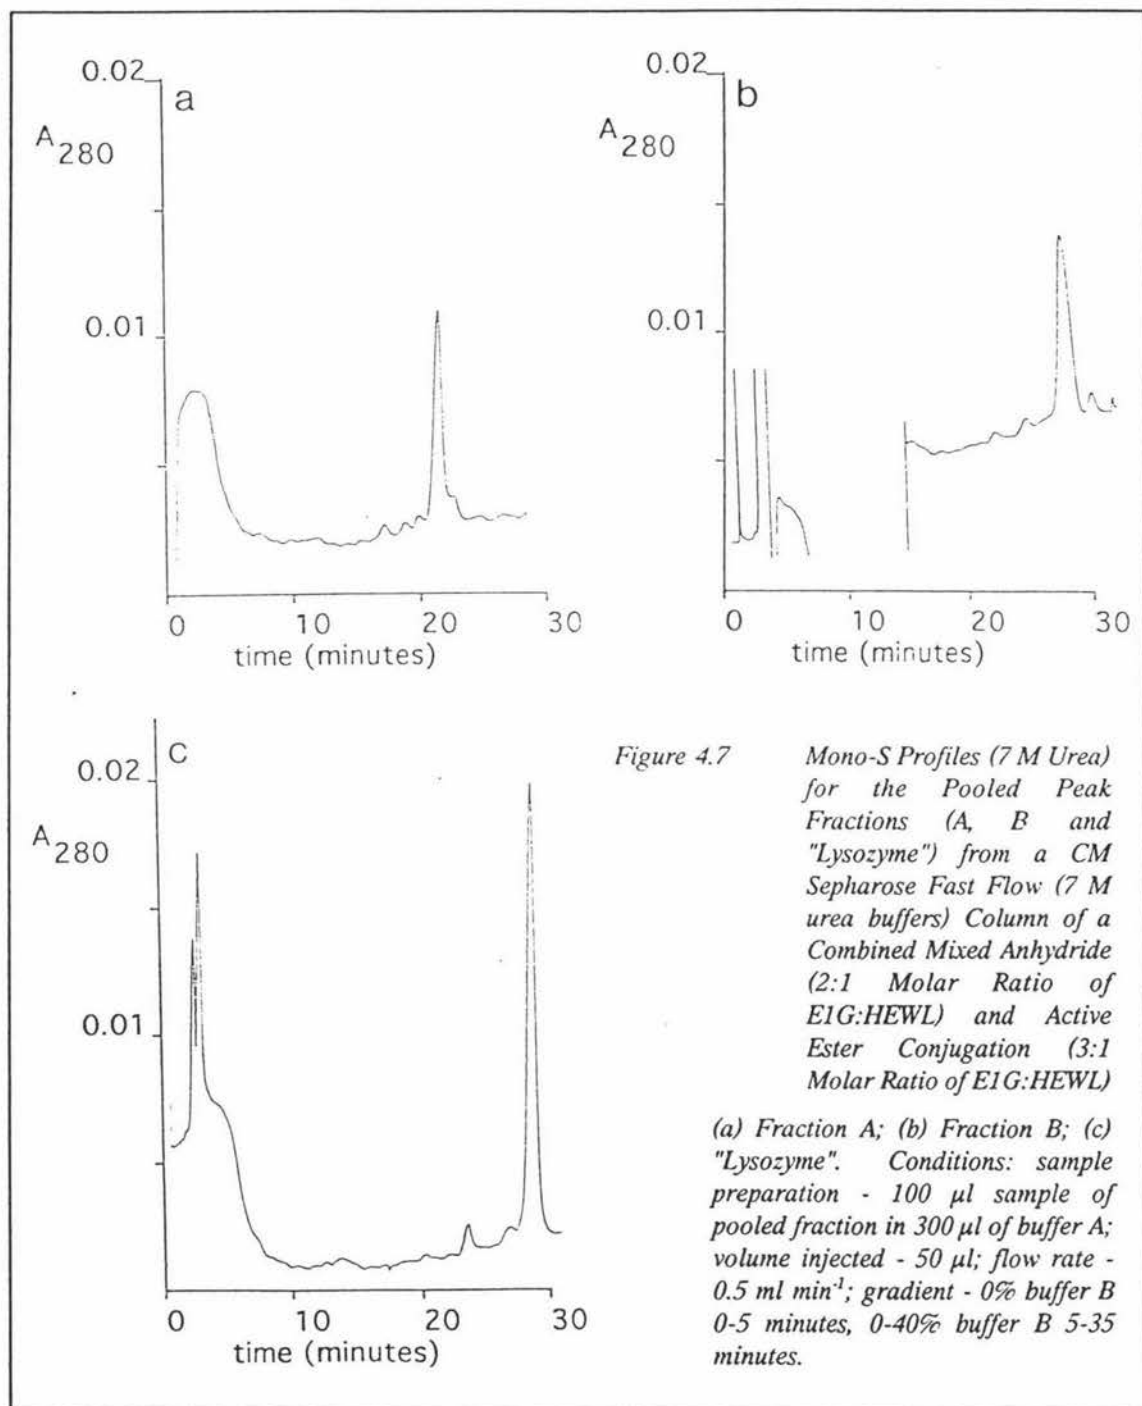 0.02
a
A280
0.01
0 10 20 30
time (minutes)
0.02
b
A280
0.01
0 10 20 30
time (minutes)
0.02
c
A280
0.01
0 10 20 30
time (minutes)
Figure 4.7 Mono-S Profiles (7 M Urea)
for the Pooled Peak
Fractions (A, B and
"Lysozyme") from a CM
Sepharose Fast Flow (7 M
urea buffers) Column of a
Combined Mixed Anhydride
(2:1 Molar Ratio of
E1G:HEWL) and Active
Ester Conjugation (3:1
Molar Ratio of E1G:HEWL)
(a) Fraction A; (b) Fraction B; (c)
"Lysozyme". Conditions: sample
preparation - 100 µl sample of
pooled fraction in 300 µl of buffer A;
volume injected - 50 µl; flow rate -
0.5 ml min⁻¹; gradient - 0% buffer B
0-5 minutes, 0-40% buffer B 5-35
minutes.